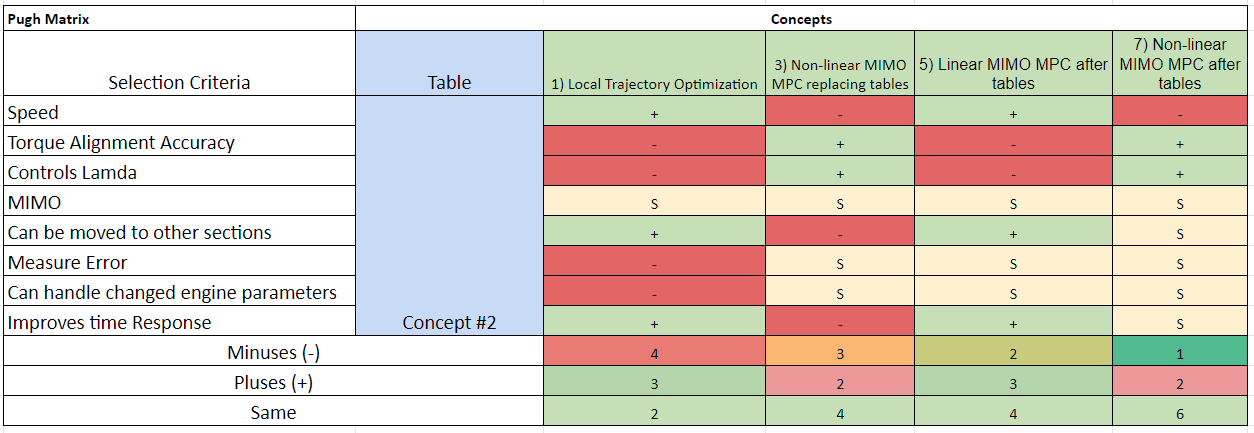 Pugh Matrix Concepts
Selection Criteria Table 1) Local Trajectory Optimization 3) Non-linear MIMO MPC replacing tables 5) Linear MIMO MPC after tables 7) Non-linear MIMO MPC after tables
Speed + - + -
Torque Alignment Accuracy - + - +
Controls Lamda - + - +
MIMO S S S S
Can be moved to other sections + - + S
Measure Error - S S S
Can handle changed engine parameters - S S S
Improves time Response Concept #2 + - + S
Minuses (-) 4 3 2 1
Pluses (+) 3 2 3 2
Same 2 4 4 6